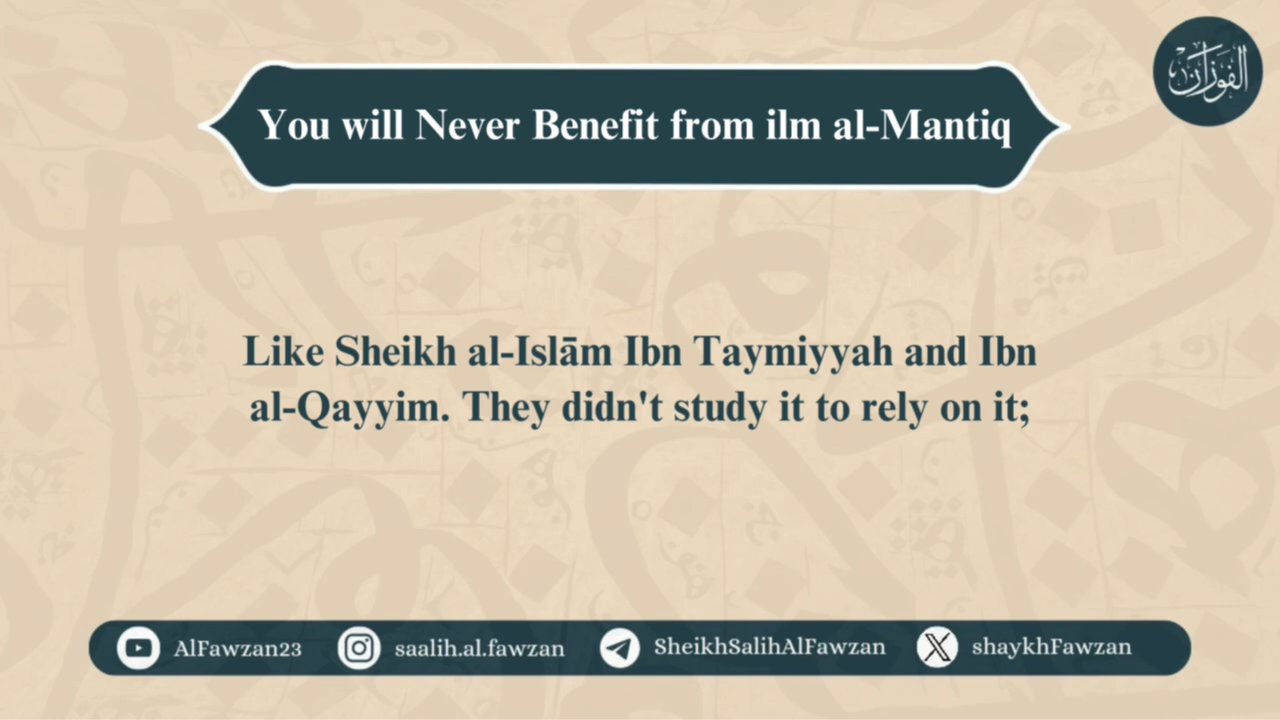 الفوزان
You will Never Benefit from ilm al-Mantiq
Like Sheikh al-Islām Ibn Taymiyyah and Ibn
al-Qayyim. They didn't study it to rely on it;
AlFawzan23 saalih.al.fawzan SheikhSalihAlFawzan shaykhFawzan